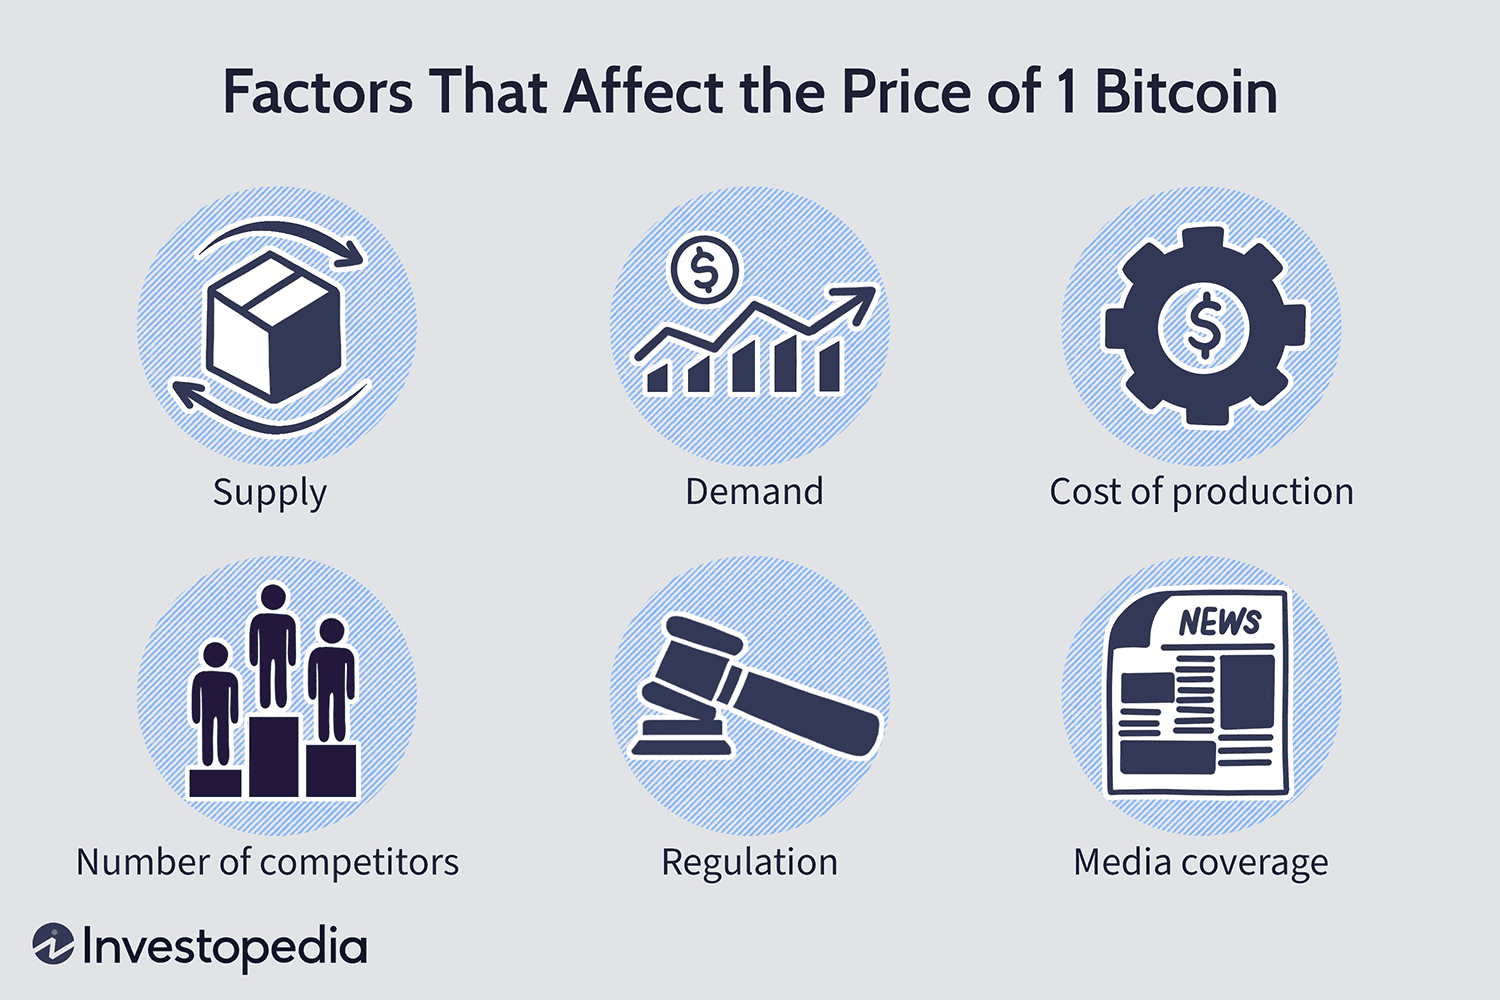 Factors That Affect the Price of 1 Bitcoin
$
$
Supply
Demand
Cost of production
NEWS
Number of competitors
Regulation
Media coverage
Investopedia